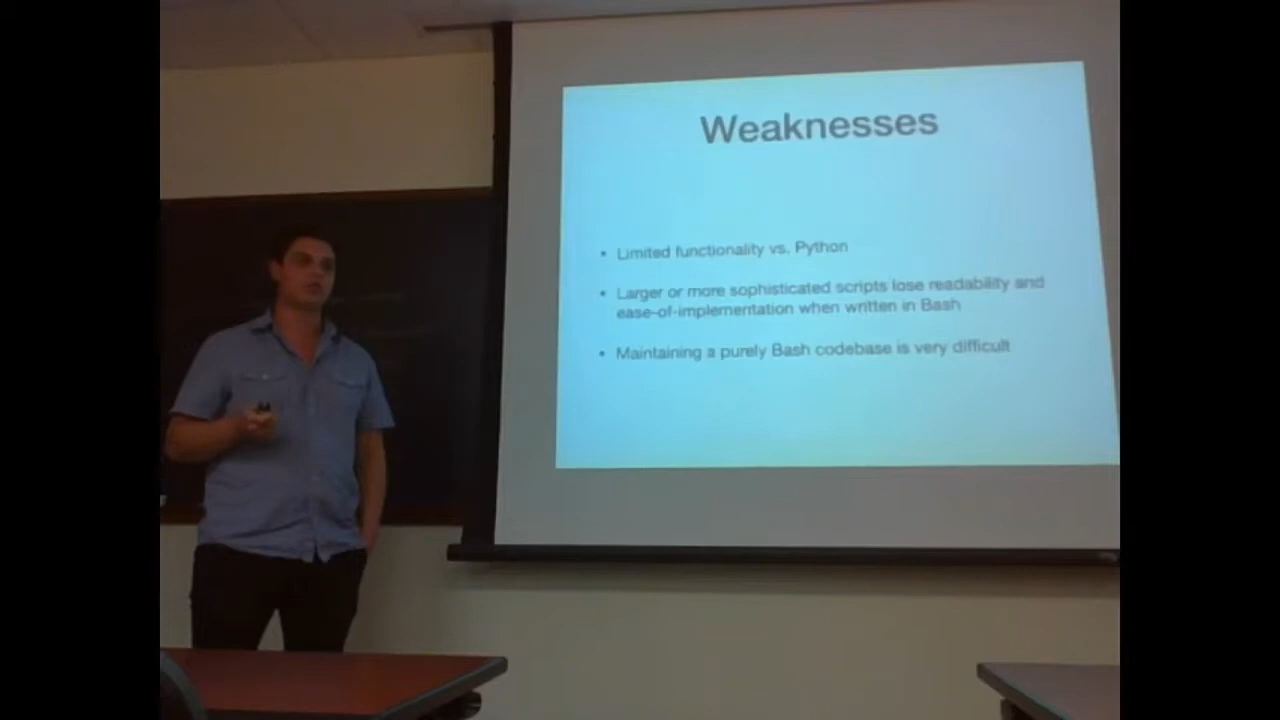 Weaknesses
• Limited functionality vs. Python
• Larger or more sophisticated scripts lose readability and
ease-of-implementation when written in Bash
• Maintaining a purely Bash codebase is very difficult